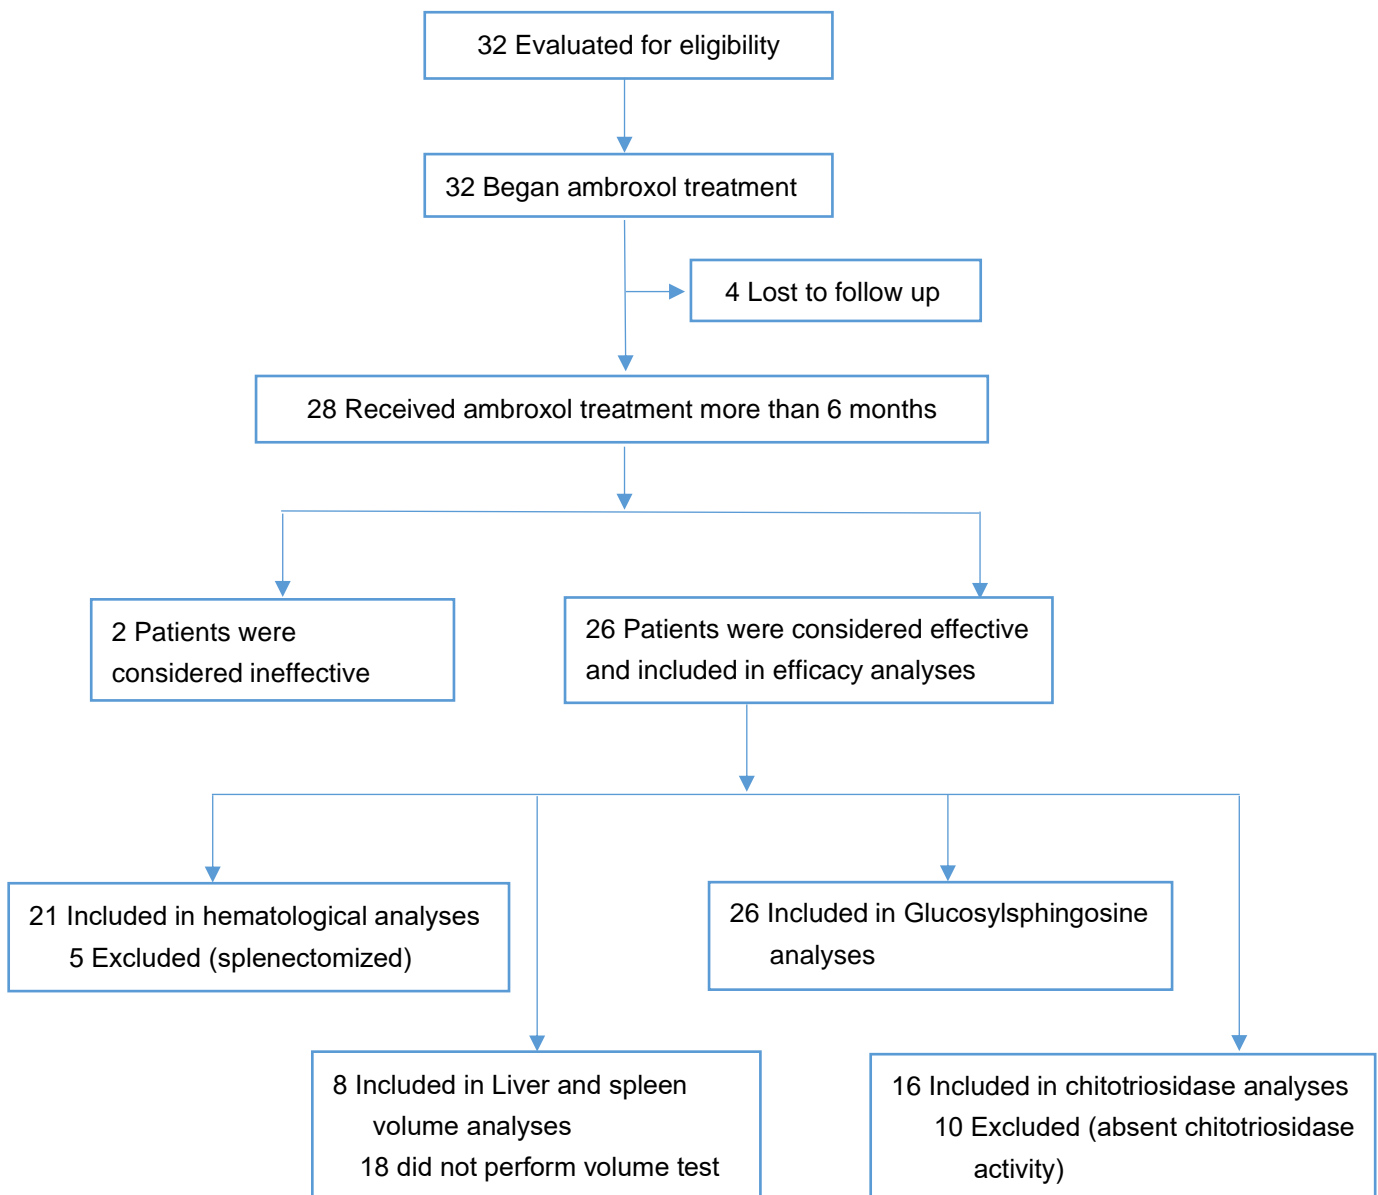 32 Evaluated for eligibility
32 Began ambroxol treatment
4 Lost to follow up
28 Received ambroxol treatment more than 6 months
2 Patients were
considered ineffective
26 Patients were considered effective
and included in efficacy analyses
21 Included in hematological analyses
5 Excluded (splenectomized)
26 Included in Glucosylsphingosine
analyses
8 Included in Liver and spleen
volume analyses
18 did not perform volume test
16 Included in chitotriosidase analyses
10 Excluded (absent chitotriosidase
activity)